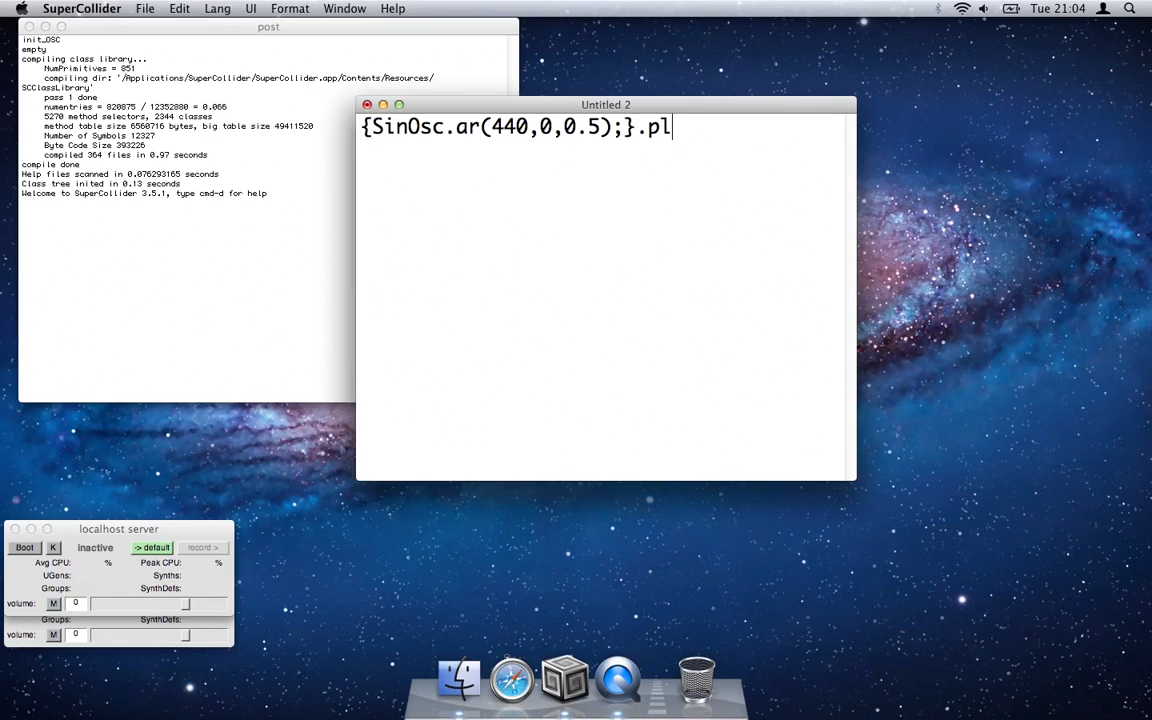 SuperCollider File Edit Lang UI Format Window Help Tue 21:04
post
init_OSC
empty
compiling class library...
NumPrimitives = 851
compiling dir: '/Applications/SuperCollider/SuperCollider.app/Contents/Resources/
SCClassLibrary'
pass 1 done
numentries = 820875 / 12352880 = 0.066
5270 method selectors, 2344 classes
method table size 6560716 bytes, big table size 49411520
Number of Symbols 12327
Byte Code Size 393226
compiled 364 files in 0.97 seconds
compile done
Help files scanned in 0.076293165 seconds
Class tree inited in 0.13 seconds
Welcome to SuperCollider 3.5.1, type cmd-d for help
Untitled 2
{SinOsc.ar(440,0,0.5);}.pl
localhost server
Boot K Inactive -> default record >
Avg CPU: % Peak CPU: %
UGens: Synths:
Groups: SynthDefs:
volume: M 0
Groups: SynthDefs:
volume: M 0